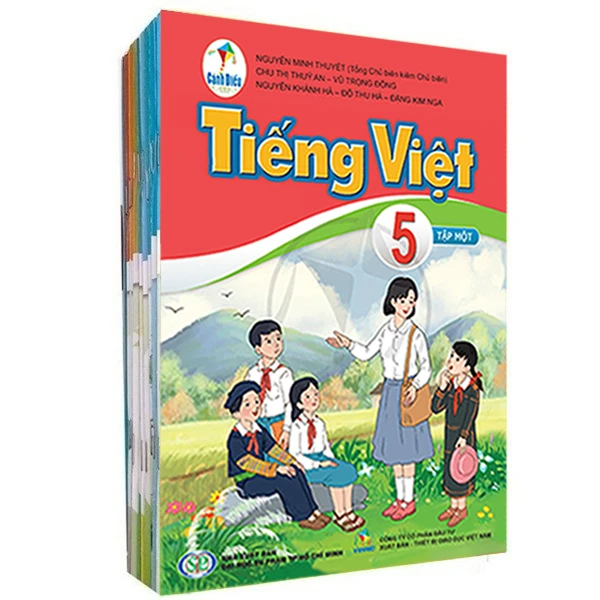 Cánh Diều
NGUYỄN MINH THUYẾT (Tổng Chủ biên kiêm Chủ biên)
CHU THỊ THUỶ AN – VŨ TRỌNG ĐÔNG
NGUYỄN KHÁNH HÀ – ĐỖ THU HÀ – ĐẶNG KIM NGA
Tiếng Việt
5
TẬP MỘT
NHÀ XUẤT BẢN
ĐẠI HỌC SƯ PHẠM TP HỒ CHÍ MINH
CÔNG TY CỔ PHẦN ĐẦU TƯ
XUẤT BẢN - THIẾT BỊ GIÁO DỤC VIỆT NAM